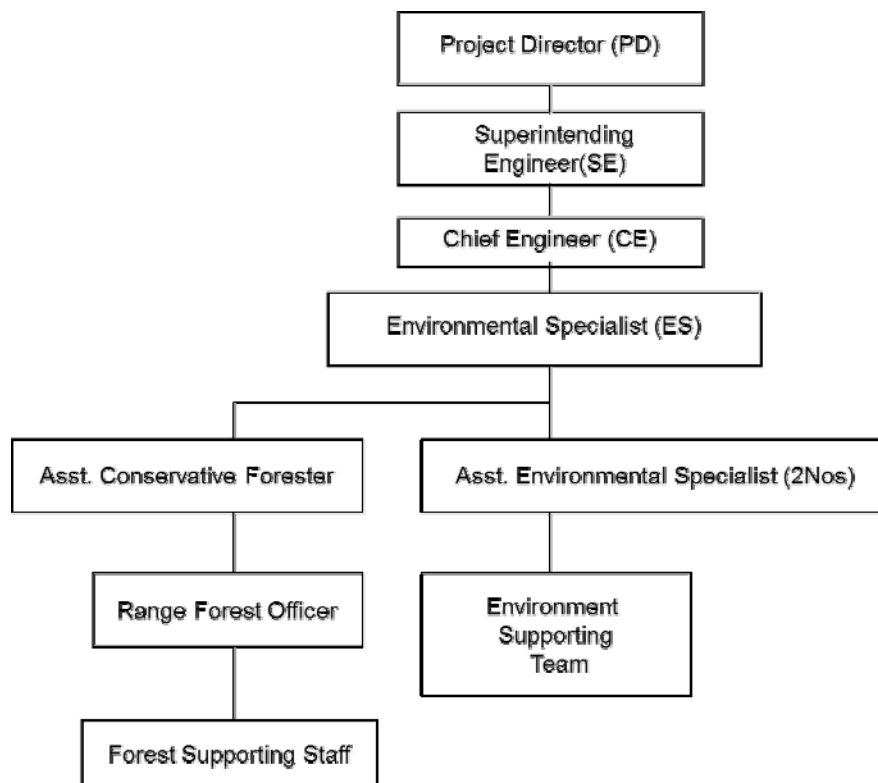 Project Director (PD)
Superintending
Engineer(SE)
Chief Engineer (CE)
Environmental Specialist (ES)
Asst. Conservative Forester
Asst. Environmental Specialist (2Nos)
Range Forest Officer
Environment
Supporting
Team
Forest Supporting Staff